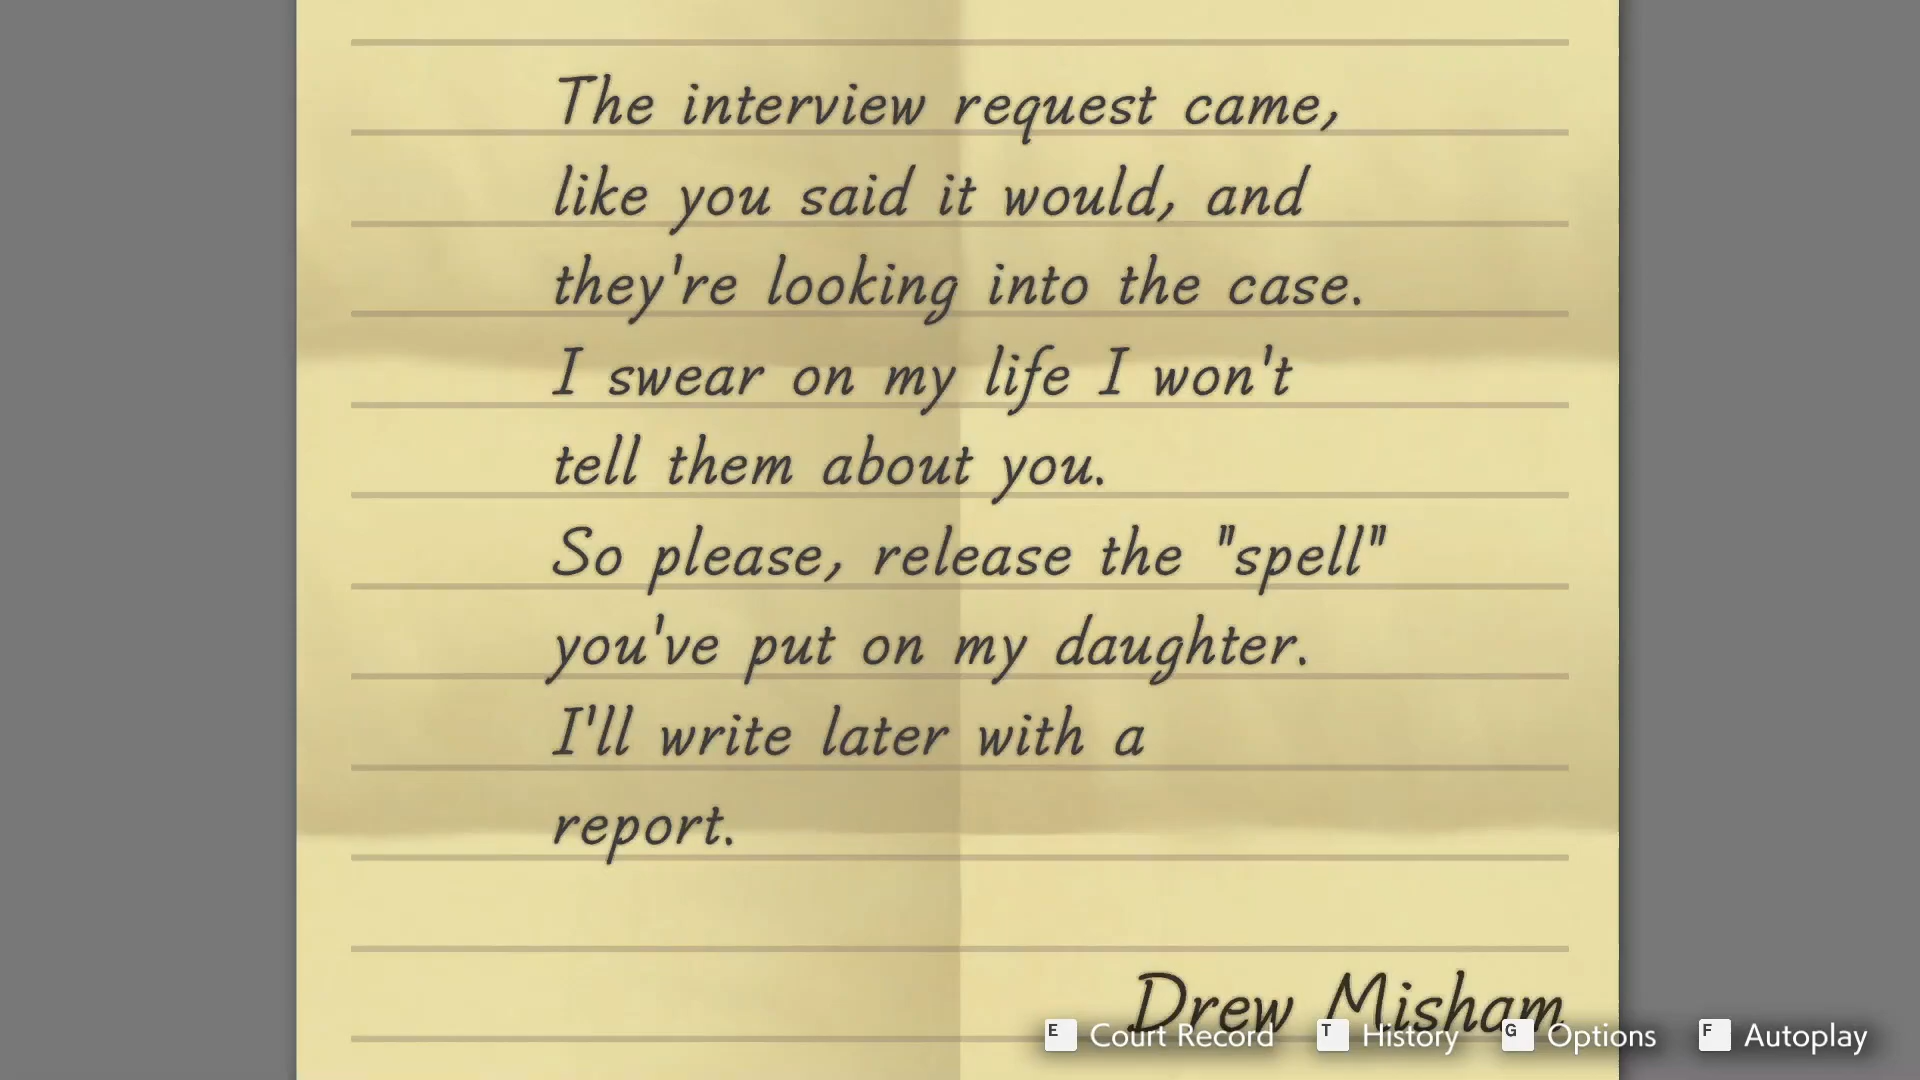 The interview request came,
like you said it would, and
they're looking into the case.
I swear on my life I won't
tell them about you.
So please, release the "spell"
you've put on my daughter.
I'll write later with a
report.
Drew Misham
E Court Record T History G Options F Autoplay